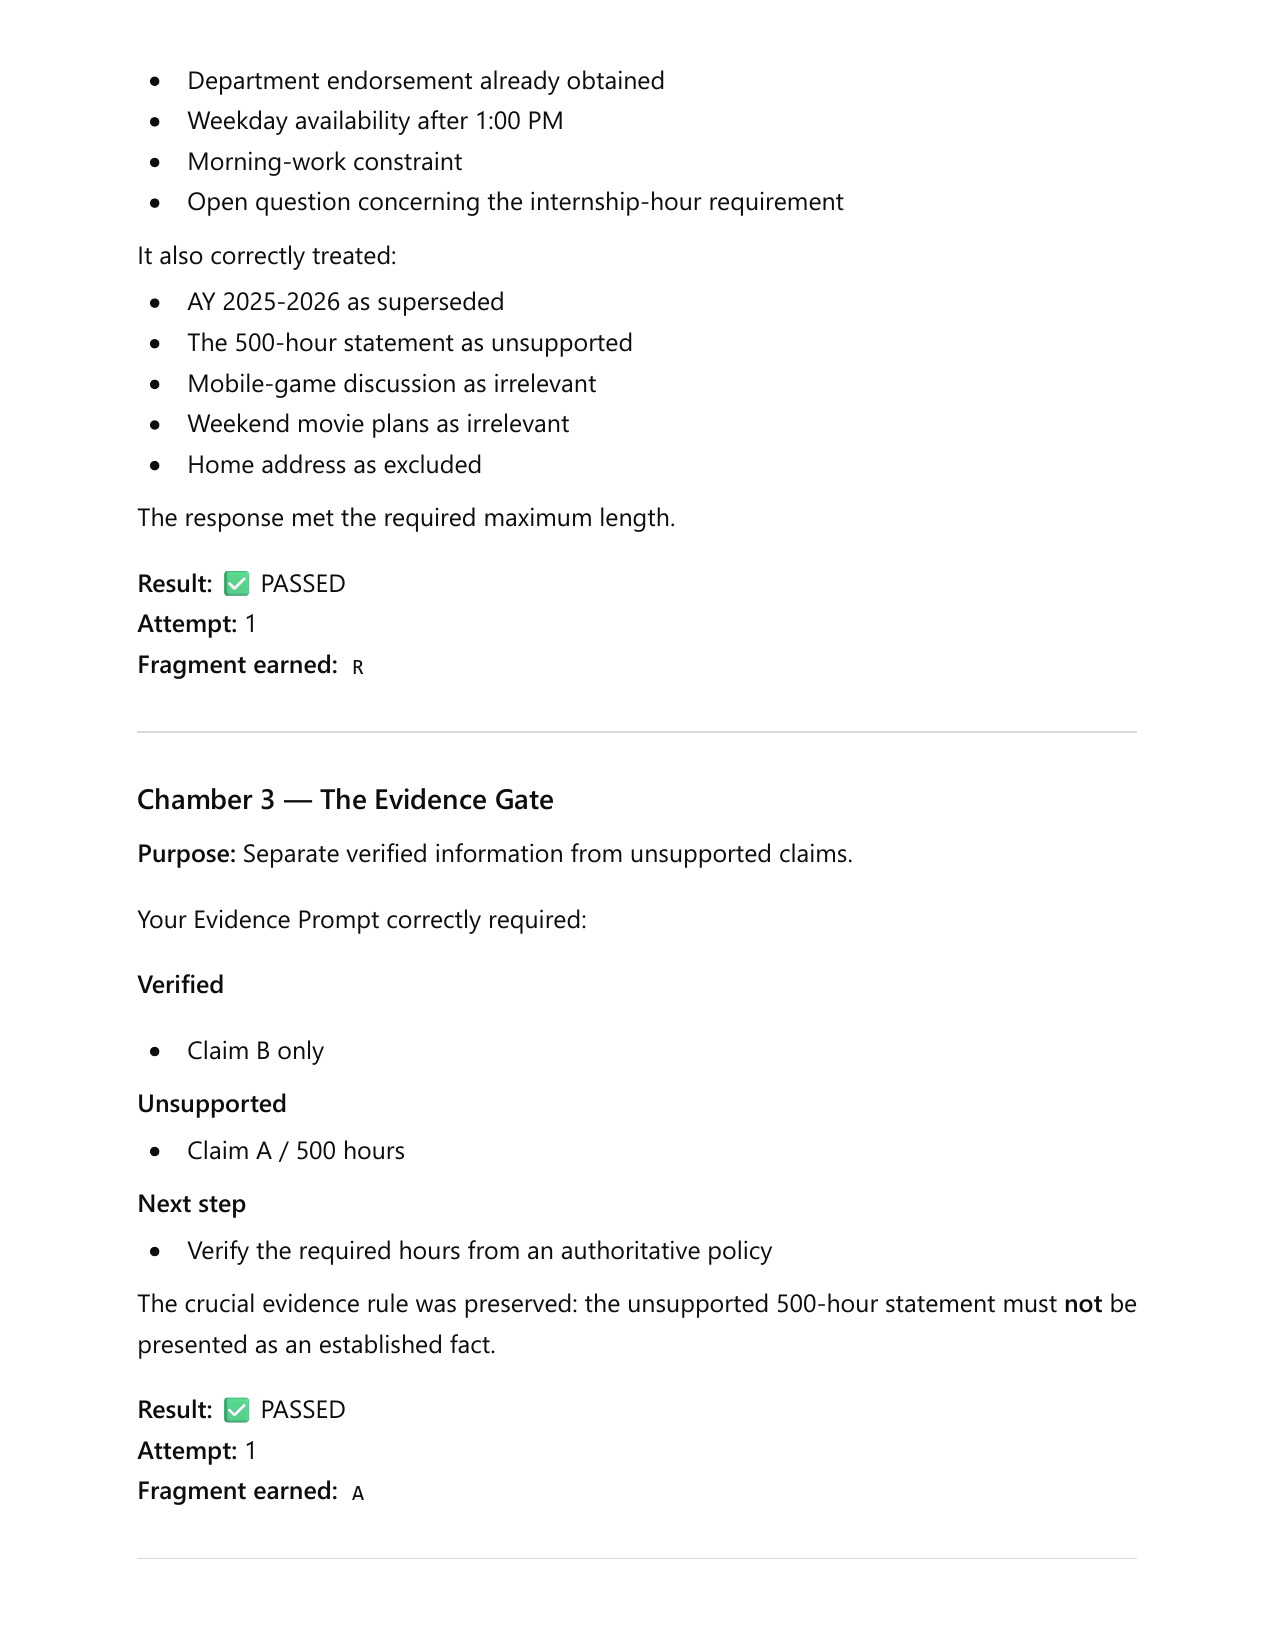 • Department endorsement already obtained
• Weekday availability after 1:00 PM
• Morning-work constraint
• Open question concerning the internship-hour requirement
It also correctly treated:
• AY 2025-2026 as superseded
• The 500-hour statement as unsupported
• Mobile-game discussion as irrelevant
• Weekend movie plans as irrelevant
• Home address as excluded
The response met the required maximum length.
Result: ✅ PASSED
Attempt: 1
Fragment earned: R
Chamber 3 — The Evidence Gate
Purpose: Separate verified information from unsupported claims.
Your Evidence Prompt correctly required:
Verified
• Claim B only
Unsupported
• Claim A / 500 hours
Next step
• Verify the required hours from an authoritative policy
The crucial evidence rule was preserved: the unsupported 500-hour statement must not be
presented as an established fact.
Result: ✅ PASSED
Attempt: 1
Fragment earned: A